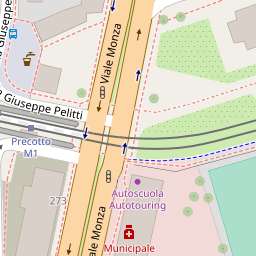 Viale Monza
Giuseppe Pelitti
Precotto
M1
Autoscuola
Autotouring
273
Viale Monza
Municipale